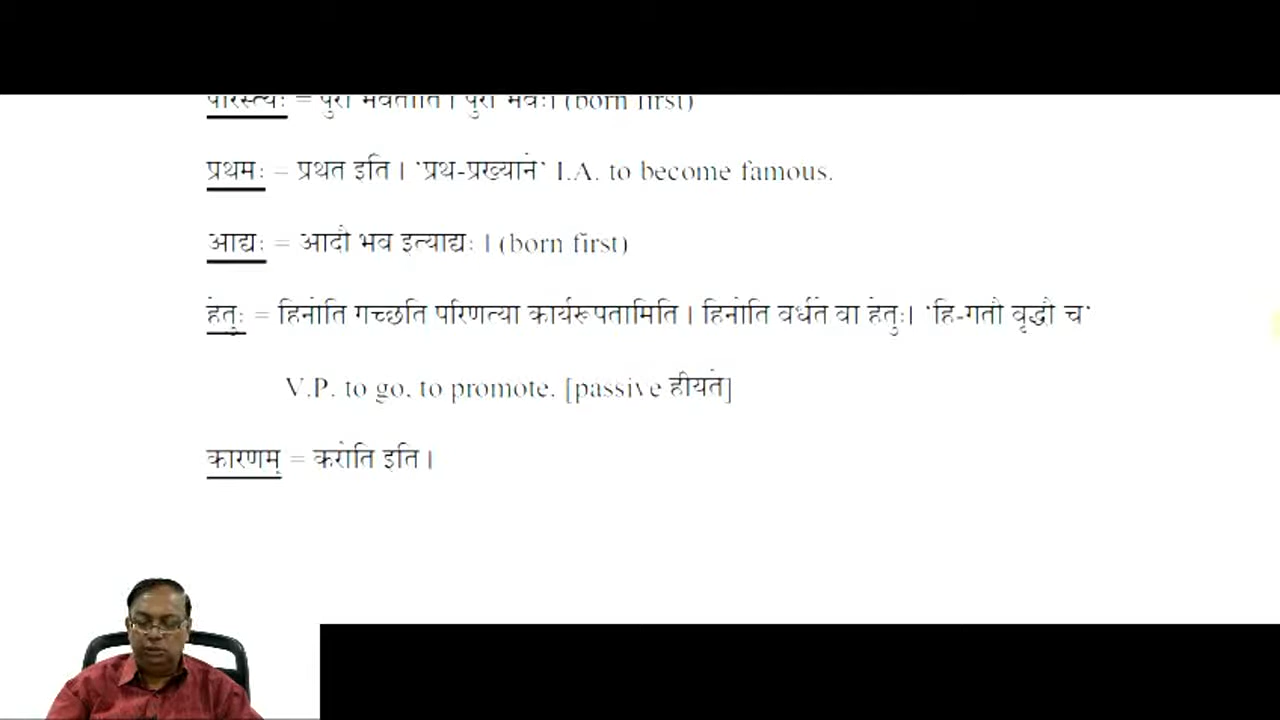 पौरस्त्यः = पुरो भवतीति । पुरो भवः। (born first)
प्रथमः = प्रथत इति । `प्रथ-प्रख्याने` I.A. to become famous.
आद्यः = आदौ भव इत्याद्यः । (born first)
हेतुः = हिनोति गच्छति परिणत्या कार्यरूपतामिति । हिनोति वर्धते वा हेतुः। `हि-गतौ वृद्धौ च`
V.P. to go, to promote. [passive हीयते]
कारणम् = करोति इति ।